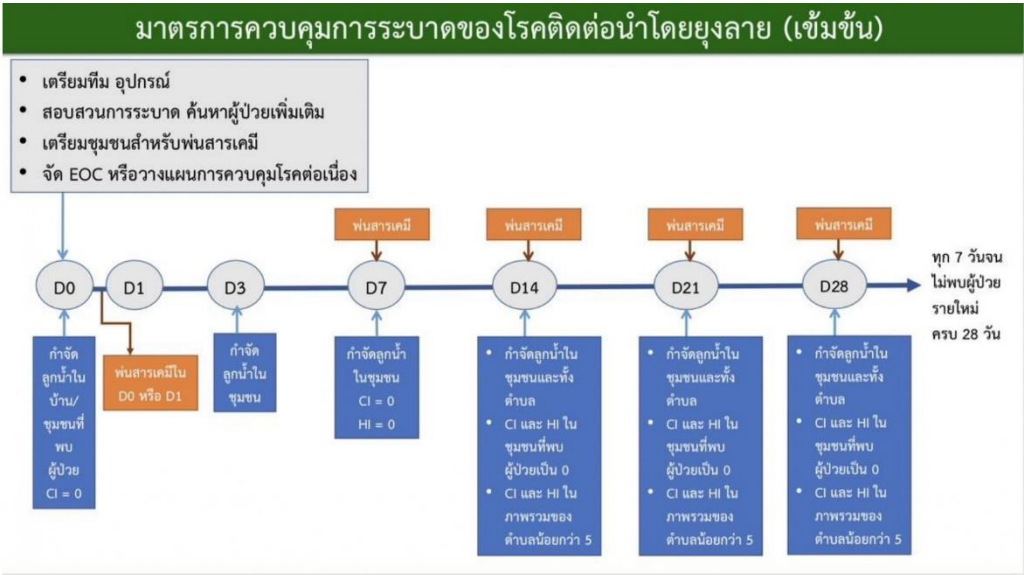 มาตรการควบคุมการระบาดของโรคติดต่อนำโดยยุงลาย (เข้มข้น)
• เตรียมทีม อุปกรณ์
• สอบสวนการระบาด ค้นหาผู้ป่วยเพิ่มเติม
• เตรียมชุมชนสำหรับพ่นสารเคมี
• จัด EOC หรือวางแผนการควบคุมโรคต่อเนื่อง
พ่นสารเคมี
พ่นสารเคมี
พ่นสารเคมี
พ่นสารเคมี
D0
D1
D3
D7
D14
D21
D28
ทุก 7 วันจน
ไม่พบผู้ป่วย
รายใหม่
ครบ 28 วัน
กำจัด
ลูกน้ำใน
บ้าน/
ชุมชนที่
พบ
ผู้ป่วย
CI = 0
พ่นสารเคมีใน
D0 หรือ D1
กำจัด
ลูกน้ำใน
ชุมชน
กำจัดลูกน้ำ
ในชุมชน
CI = 0
HI = 0
• กำจัดลูกน้ำใน
ชุมชนและทั้ง
ตำบล
• CI และ HI ใน
ชุมชนที่พบ
ผู้ป่วยเป็น 0
• CI และ HI ใน
ภาพรวมของ
ตำบลน้อยกว่า 5
• กำจัดลูกน้ำใน
ชุมชนและทั้ง
ตำบล
• CI และ HI ใน
ชุมชนที่พบ
ผู้ป่วยเป็น 0
• CI และ HI ใน
ภาพรวมของ
ตำบลน้อยกว่า 5
• กำจัดลูกน้ำใน
ชุมชนและทั้ง
ตำบล
• CI และ HI ใน
ชุมชนที่พบ
ผู้ป่วยเป็น 0
• CI และ HI ใน
ภาพรวมของ
ตำบลน้อยกว่า 5